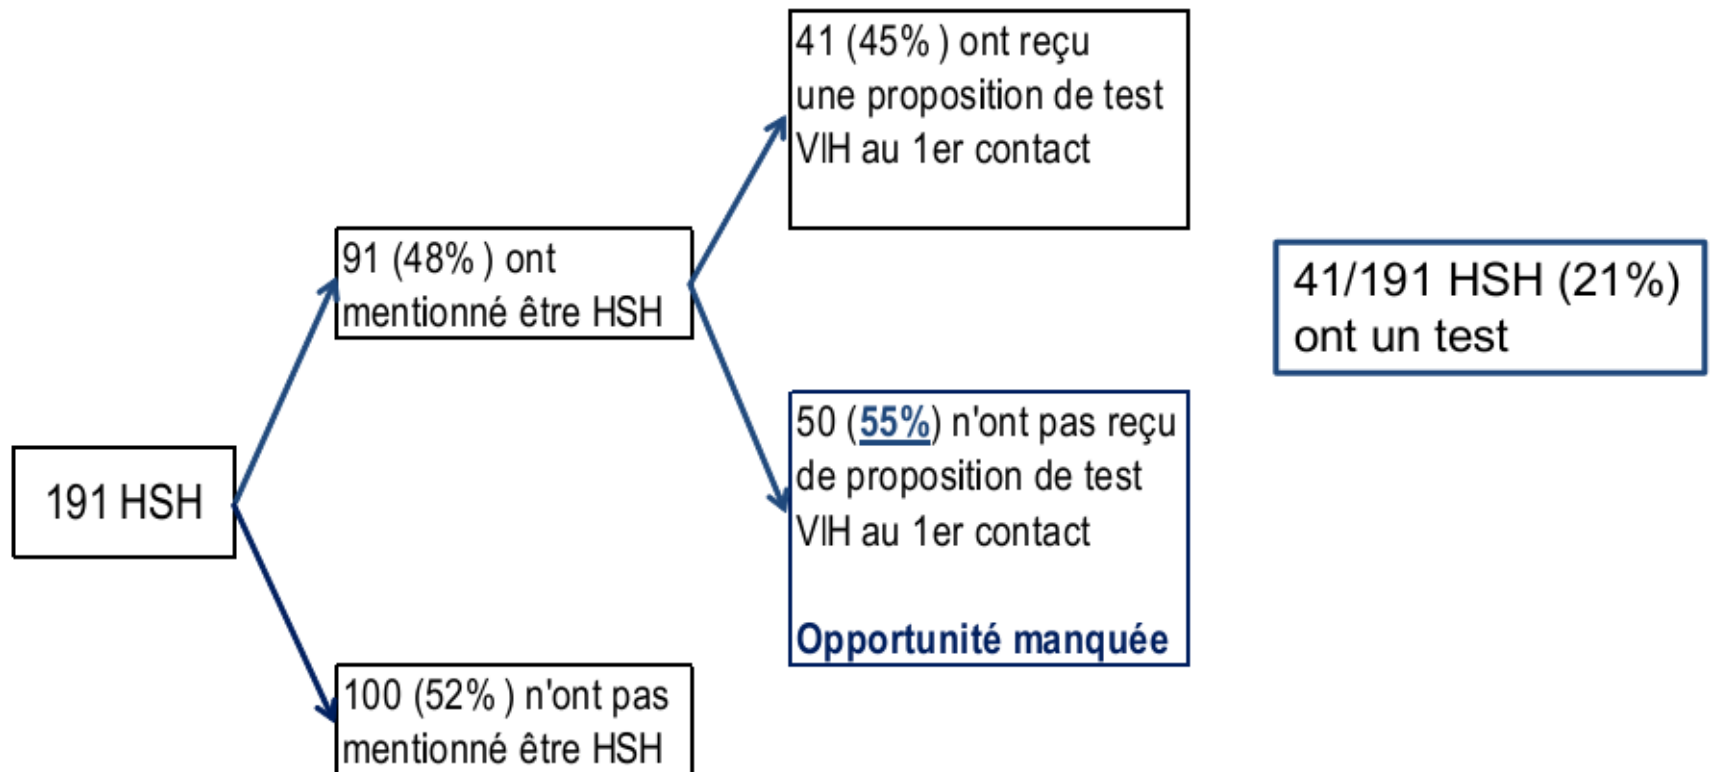 41 (45% ) ont reçu
une proposition de test
VIH au 1er contact
91 (48% ) ont
mentionné être HSH
41/191 HSH (21%)
ont un test
50 (55%) n'ont pas reçu
de proposition de test
VIH au 1er contact
Opportunité manquée
191 HSH
100 (52% ) n'ont pas
mentionné être HSH